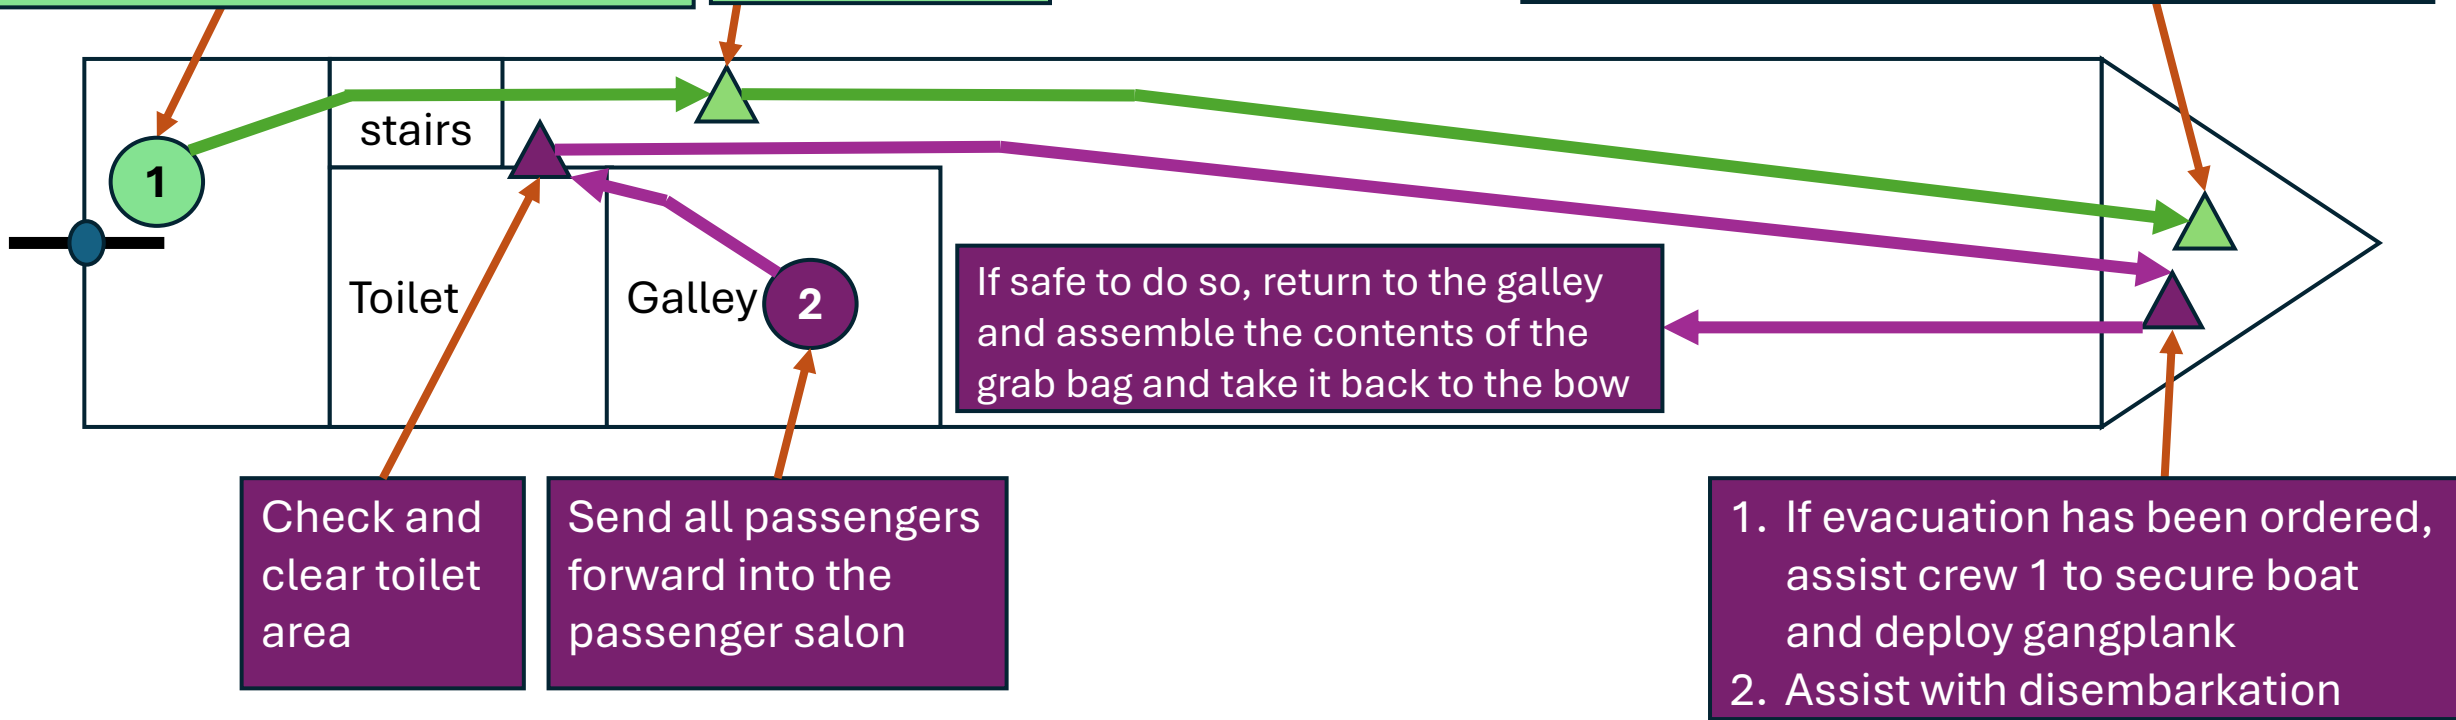 stairs
1
Toilet
Galley
2
If safe to do so, return to the galley
and assemble the contents of the
grab bag and take it back to the bow
Check and
clear toilet
area
Send all passengers
forward into the
passenger salon
1. If evacuation has been ordered,
assist crew 1 to secure boat
and deploy gangplank
2. Assist with disembarkation